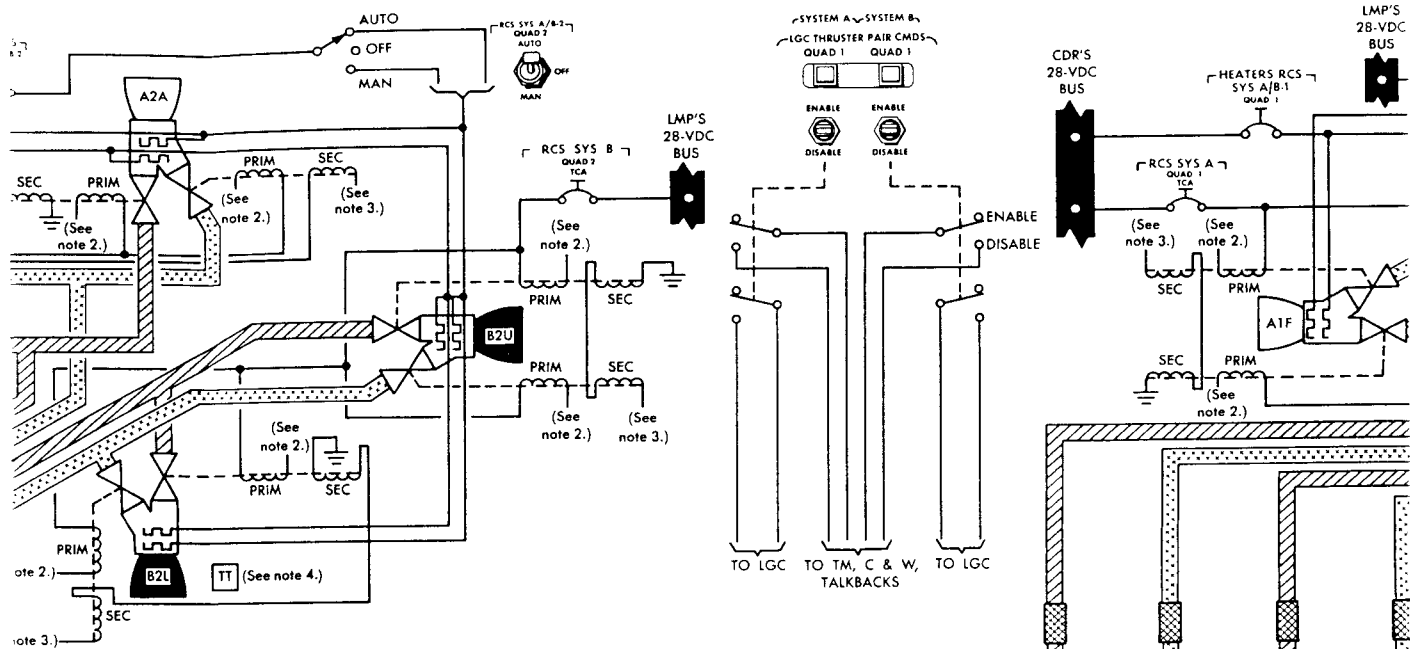 AUTO
OFF
MAN
RCS SYS A/B-2
QUAD 2
AUTO
OFF
MAN
SYSTEM A SYSTEM B
LGC THRUSTER PAIR CMDS
QUAD 1 QUAD 1
ENABLE ENABLE
DISABLE DISABLE
LMP'S
28-VDC
BUS
CDR'S
28-VDC
BUS
HEATERS RCS
SYS A/B-1
QUAD 1
LMP'S
28-VDC
BUS
A2A
SEC
PRIM
(See
note 2.)
PRIM
(See
note 2.)
SEC
(See
note 3.)
RCS SYS B
QUAD 2
TCA
(See
note 2.)
PRIM
SEC
B2U
PRIM
SEC
(See
note 2.)
(See
note 3.)
(See
note 2.)
PRIM
SEC
PRIM
ote 2.)
B2L
TT (See note 4.)
SEC
ote 3.)
ENABLE
DISABLE
TO LGC
TO TM, C & W,
TALKBACKS
TO LGC
RCS SYS A
QUAD 1
TCA
(See
note 3.)
(See
note 2.)
SEC
PRIM
A1F
SEC
PRIM
(See
note 2.)